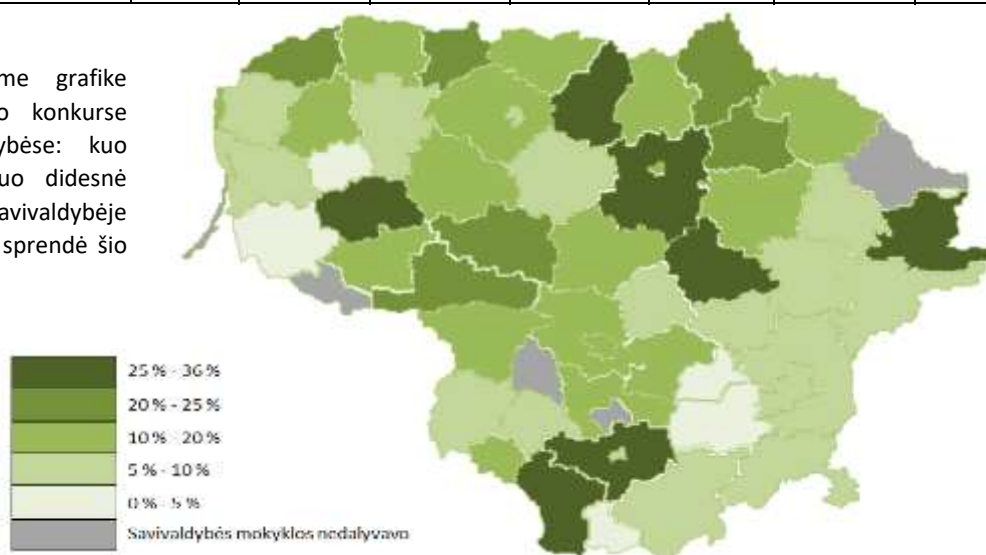 me grafike
o konkurse
ybėse: kuo
uo didesnė
avivaldybėje
sprendė šio
25 % - 36 %
20 % - 25 %
10 % - 20 %
5 % - 10 %
0 % - 5 %
Savivaldybės mokyklos nedalyvavo